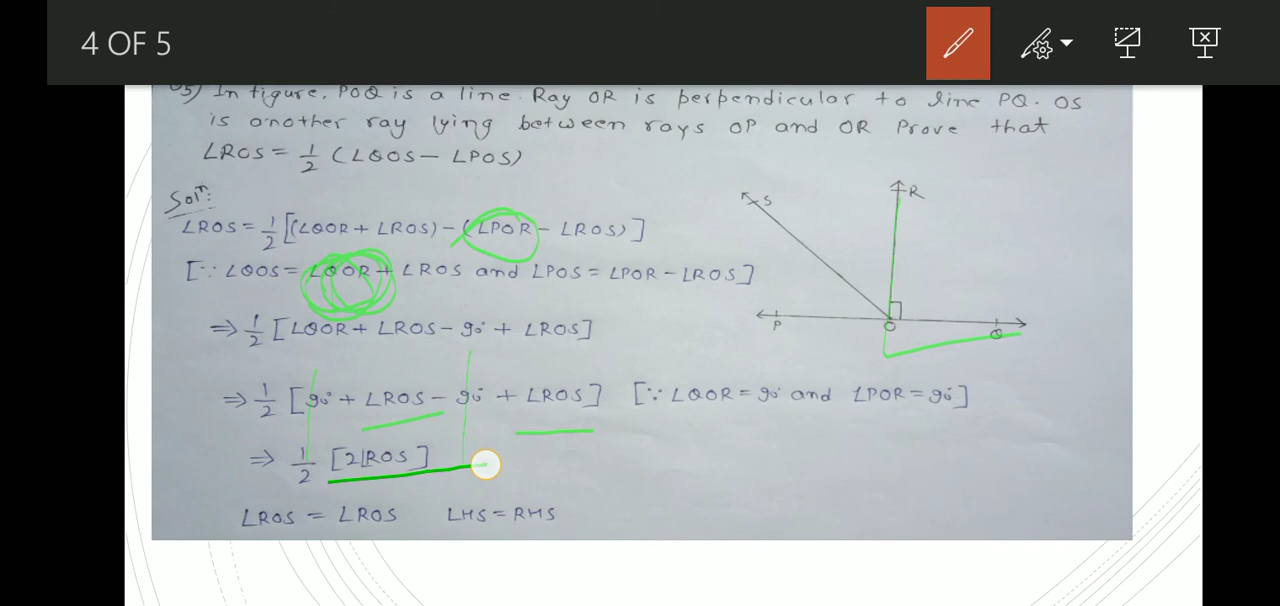 4 OF 5
05) In figure, POQ is a line. Ray OR is perpendicular to line PQ. OS
is another ray lying between rays OP and OR Prove that
∠ROS = 1/2 (∠QOS - ∠POS)
Solⁿ:
∠ROS = 1/2 [(∠QOR + ∠ROS) - (∠POR - ∠ROS)]
[∵ ∠QOS = ∠QOR + ∠ROS and ∠POS = ∠POR - ∠ROS]
⇒ 1/2 [∠QOR + ∠ROS - 90° + ∠ROS]
⇒ 1/2 [90° + ∠ROS - 90° + ∠ROS] [∵ ∠QOR = 90° and ∠POR = 90°]
⇒ 1/2 [2∠ROS]
∠ROS = ∠ROS LHS = RHS
S
R
P
O
Q